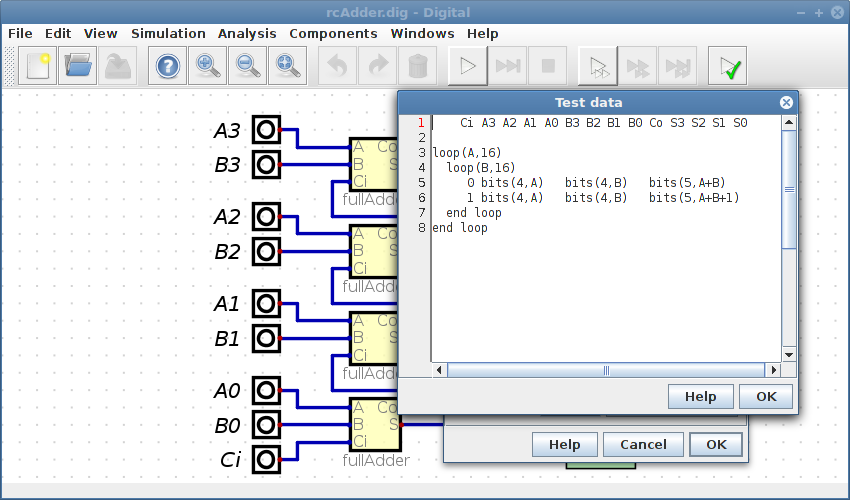 rcAdder.dig - Digital
File Edit View Simulation Analysis Components Windows Help
Test data
1 Ci A3 A2 A1 A0 B3 B2 B1 B0 Co S3 S2 S1 S0
2
3 loop(A,16)
4 loop(B,16)
5 0 bits(4,A) bits(4,B) bits(5,A+B)
6 1 bits(4,A) bits(4,B) bits(5,A+B+1)
7 end loop
8 end loop
Help OK
Help Cancel OK
A3
B3
A Co
B S
Ci
fullAdder
A2
B2
A Co
B S
Ci
fullAdder
A1
B1
A Co
B S
Ci
fullAdder
A0
B0
Ci
A Co
B S
Ci
fullAdder